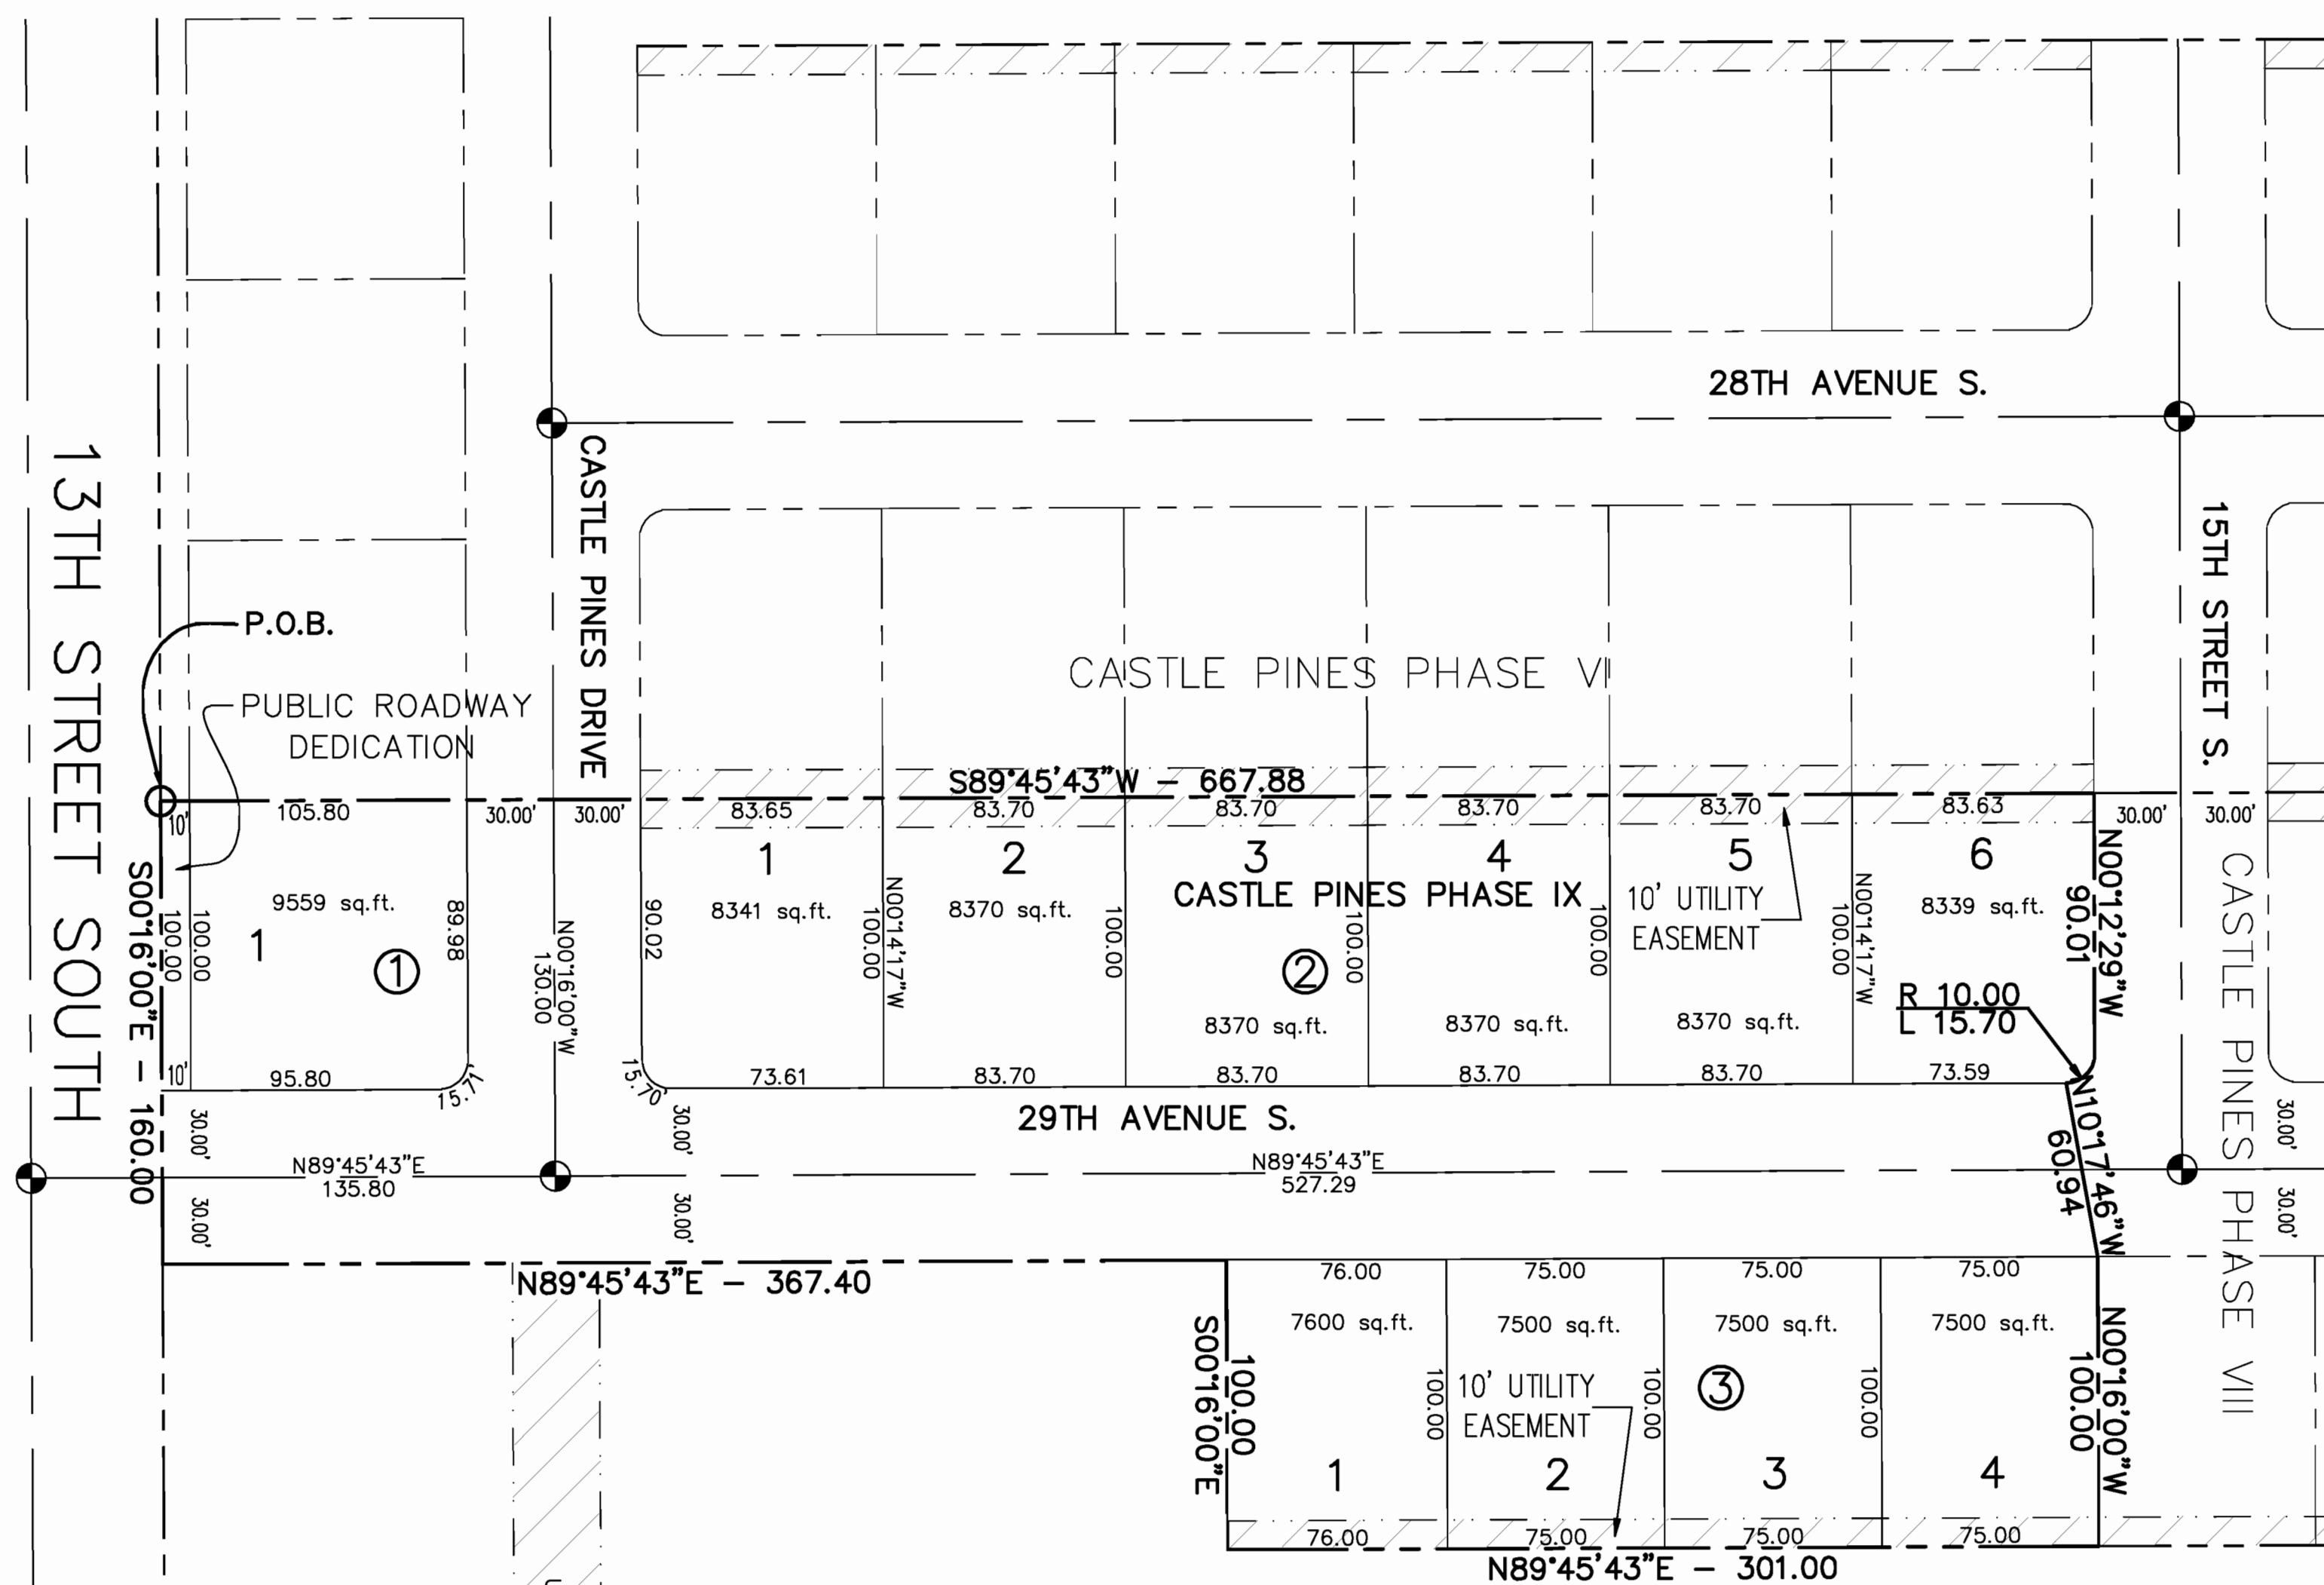 28TH AVENUE S.
13TH STREET SOUTH
CASTLE PINES DRIVE
15TH STREET S.
P.O.B.
PUBLIC ROADWAY
DEDICATION
CASTLE PINES PHASE VI
S89°45'43"W – 667.88
10'
105.80
30.00'
30.00'
83.65
83.70
83.70
83.70
83.70
83.63
30.00'
30.00'
S00°16'00"E – 160.00
100.00
100.00
9559 sq.ft.
1
1
89.98
N00°16'00"W
130.00
90.02
1
8341 sq.ft.
100.00
N00°14'17"W
2
8370 sq.ft.
100.00
3
CASTLE PINES PHASE IX
2
8370 sq.ft.
100.00
4
8370 sq.ft.
100.00
5
10' UTILITY
EASEMENT
8370 sq.ft.
100.00
N00°14'17"W
6
8339 sq.ft.
N00°12'29"W
90.01
R 10.00
L 15.70
CASTLE PINES PHASE VIII
10'
95.80
15.71'
15.70'
73.61
83.70
83.70
83.70
83.70
73.59
29TH AVENUE S.
30.00'
30.00'
30.00'
30.00'
30.00'
30.00'
N89°45'43"E
135.80
N89°45'43"E
527.29
N10°17'46"W
60.94
N89°45'43"E – 367.40
76.00
75.00
75.00
75.00
7600 sq.ft.
7500 sq.ft.
7500 sq.ft.
7500 sq.ft.
S00°16'00"E
100.00
100.00
10' UTILITY
EASEMENT
100.00
3
100.00
100.00
N00°16'00"W
1
2
3
4
76.00
75.00
75.00
75.00
N89°45'43"E – 301.00